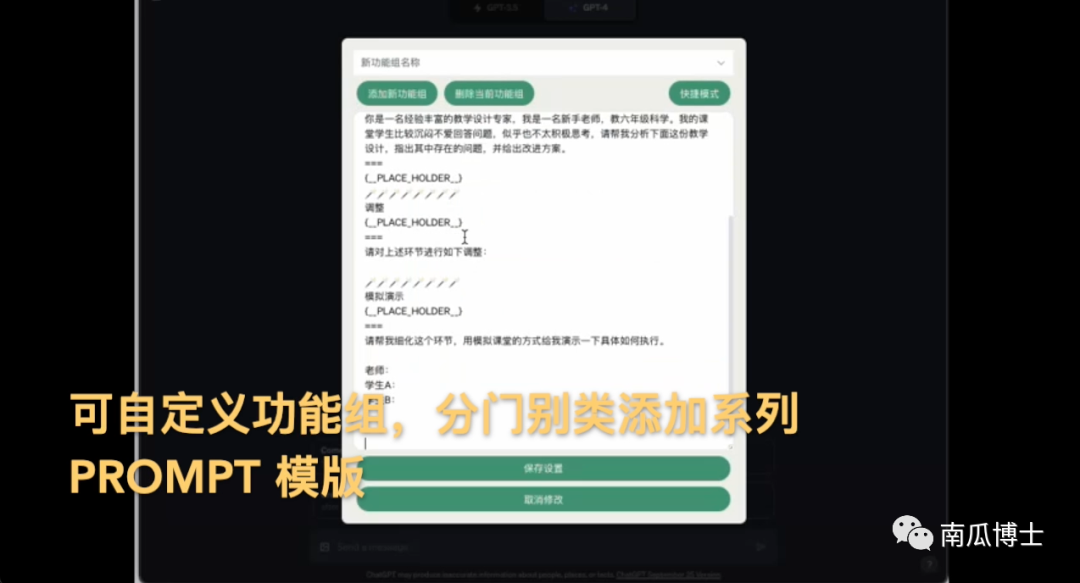 GPT-3.5
GPT-4
新功能组名称
添加新功能组
删除当前功能组
快捷模式
你是一名经验丰富的教学设计专家，我是一名新手老师，教六年级科学。我的课
堂学生比较沉闷不爱回答问题，似乎也不太积极思考，请帮我分析下面这份教学
设计，指出其中存在的问题，并给出改进方案。
===
{__PLACE_HOLDER__}
调整
{__PLACE_HOLDER__}
===
请对上述环节进行如下调整：
模拟演示
{__PLACE_HOLDER__}
===
请帮我细化这个环节，用模拟课堂的方式给我演示一下具体如何执行。
老师：
学生A：
B：
可自定义功能组，分门别类添加系列
PROMPT 模版
保存设置
取消修改
Send a message
ChatGPT may produce inaccurate information about people, places, or facts. ChatGPT September 25 Version
南瓜博士